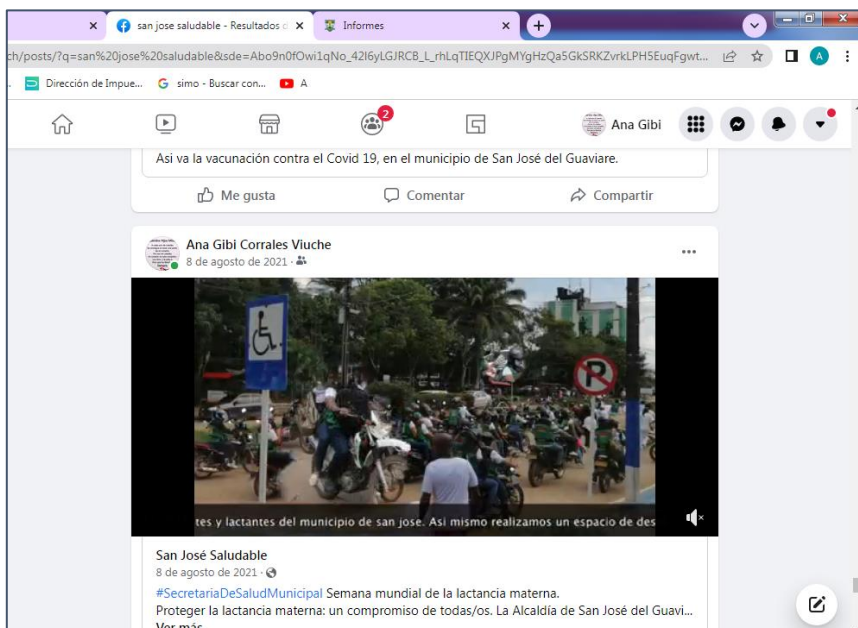 san jose saludable - Resultados d
Informes
ch/posts/?q=san%20jose%20saludable&sde=Abo9n0fOwi1qNo_42I6yLGJRCB_L_rhLqTIEQXJPgMYgHzQa5GkSRKZvrkLPH5EuqFgwt...
Dirección de Impue...
simo - Buscar con...
A
A
2
Ana Gibi
Asi va la vacunación contra el Covid 19, en el municipio de San José del Guaviare.
Me gusta
Comentar
Compartir
Ana Gibi Corrales Viuche
8 de agosto de 2021 ·
P
tes y lactantes del municipio de san jose. Asi mismo realizamos un espacio de des
San José Saludable
8 de agosto de 2021 ·
#SecretariaDeSaludMunicipal Semana mundial de la lactancia materna.
Proteger la lactancia materna: un compromiso de todas/os. La Alcaldía de San José del Guavi...
Ver más